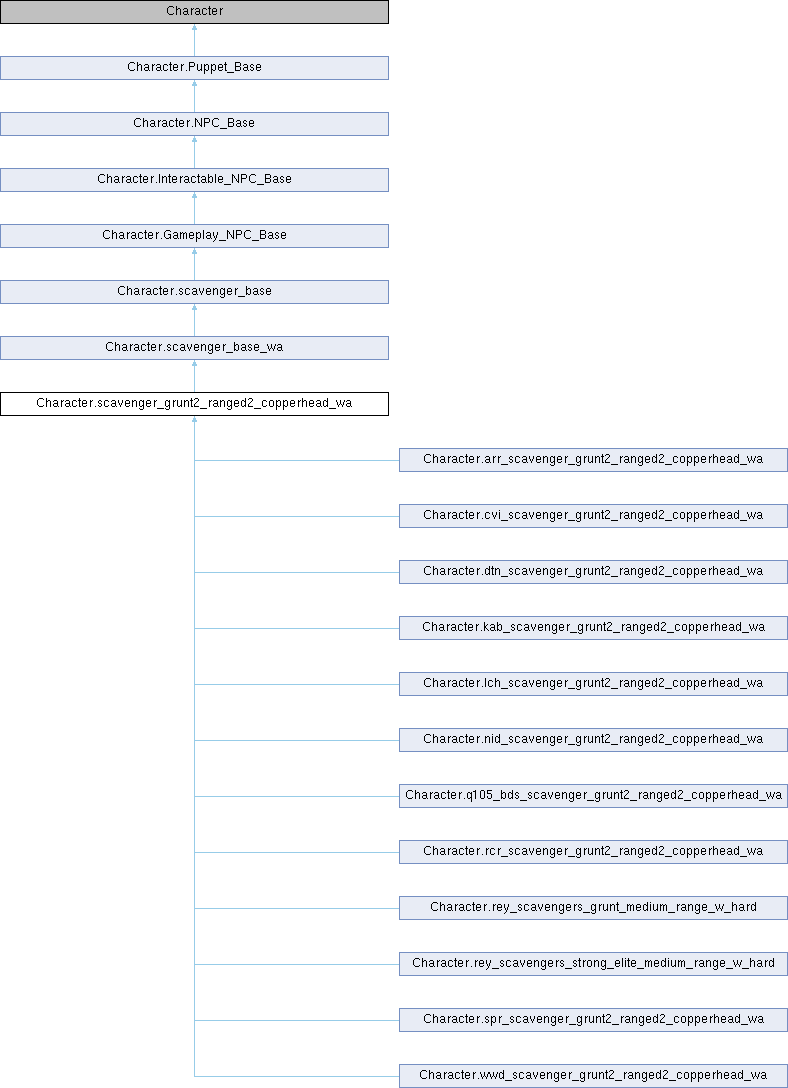 Character
Character.Puppet_Base
Character.NPC_Base
Character.Interactable_NPC_Base
Character.Gameplay_NPC_Base
Character.scavenger_base
Character.scavenger_base_wa
Character.scavenger_grunt2_ranged2_copperhead_wa
Character.arr_scavenger_grunt2_ranged2_copperhead_wa
Character.cvi_scavenger_grunt2_ranged2_copperhead_wa
Character.dtn_scavenger_grunt2_ranged2_copperhead_wa
Character.kab_scavenger_grunt2_ranged2_copperhead_wa
Character.lch_scavenger_grunt2_ranged2_copperhead_wa
Character.nid_scavenger_grunt2_ranged2_copperhead_wa
Character.q105_bds_scavenger_grunt2_ranged2_copperhead_wa
Character.rcr_scavenger_grunt2_ranged2_copperhead_wa
Character.rey_scavengers_grunt_medium_range_w_hard
Character.rey_scavengers_strong_elite_medium_range_w_hard
Character.spr_scavenger_grunt2_ranged2_copperhead_wa
Character.wwd_scavenger_grunt2_ranged2_copperhead_wa